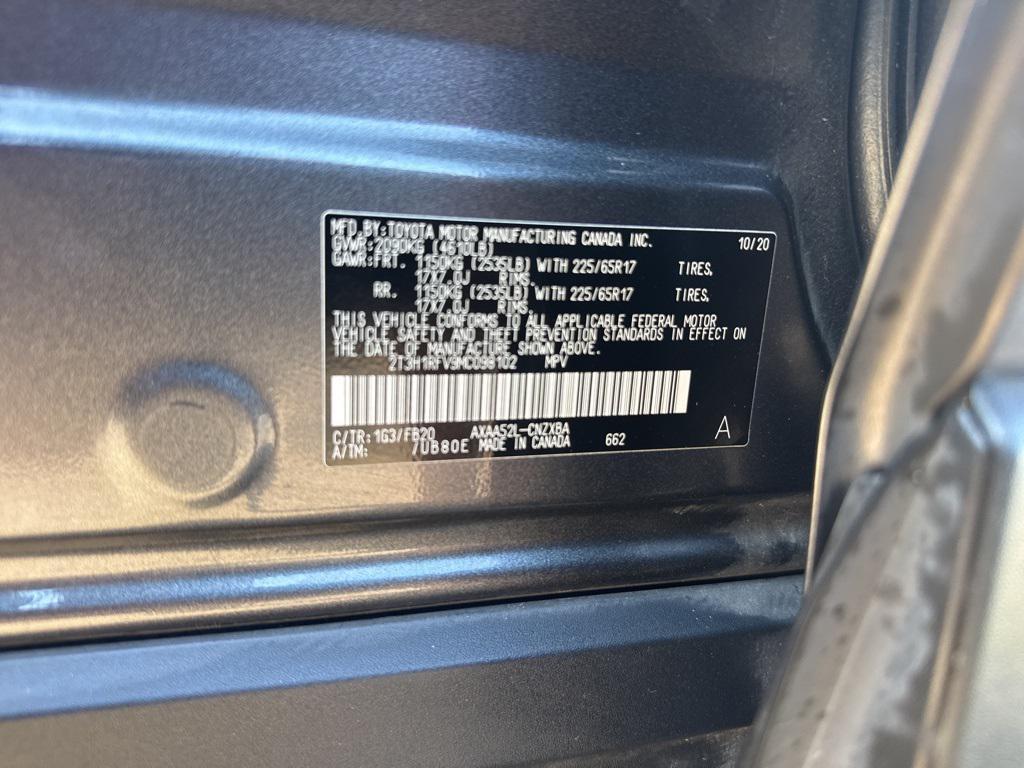 MFD.BY:TOYOTA MOTOR MANUFACTURING CANADA INC. 10/20
GVWR:2090KG (4610LB)
GAWR:FRT. 1150KG (2535LB) WITH 225/65R17 TIRES,
17X7.0J RIMS.
RR. 1150KG (2535LB) WITH 225/65R17 TIRES,
17X7.0J RIMS.
THIS VEHICLE CONFORMS TO ALL APPLICABLE FEDERAL MOTOR
VEHICLE SAFETY AND THEFT PREVENTION STANDARDS IN EFFECT ON
THE DATE OF MANUFACTURE SHOWN ABOVE.
2T3H1RFV9MC098102 MPV
C/TR:1G3/FB20 AXAA52L-CNZXBA
A/TM: /UB80E MADE IN CANADA 662 A